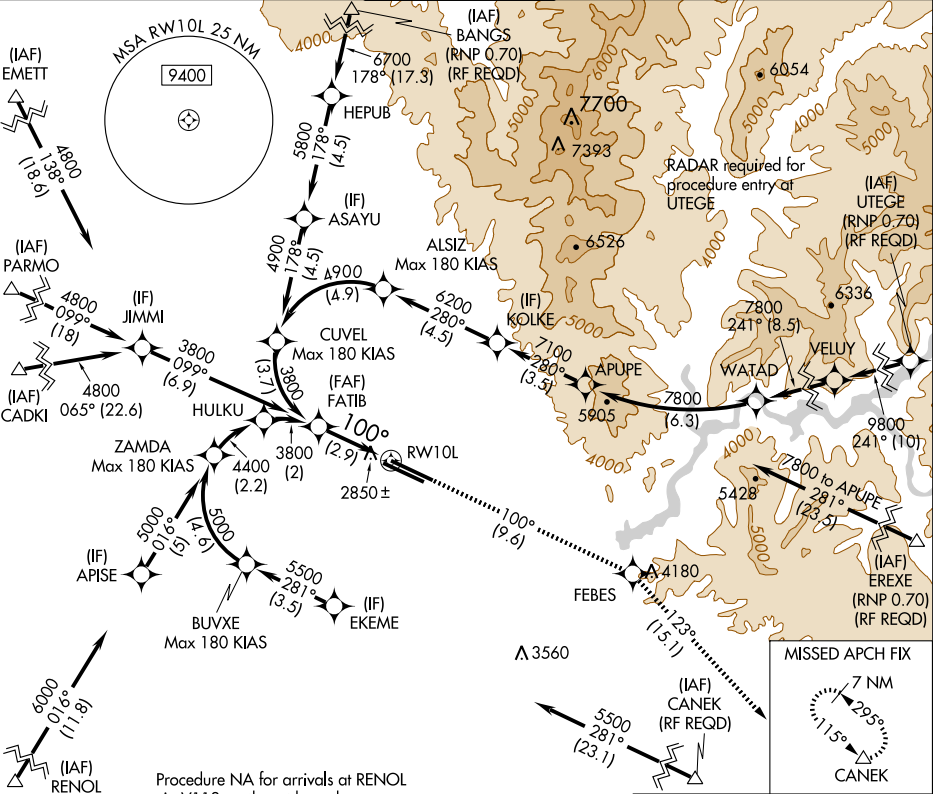 MSA RW10L 25 NM
9400
(IAF)
EMETT
4800
138°
(18.6)
4000
(IAF)
BANGS
(RNP 0.70)
(RF REQD)
6700
178° (17.3)
HEPUB
5800
178°
(4.5)
(IF)
ASAYU
4900
178°
(4.5)
6000
5000
7700
7393
6526
4000
5000
6054
5000
4000
5000
RADAR required for
procedure entry at
UTEGE
4000
(IAF)
UTEGE
(RNP 0.70)
(RF REQD)
6336
(IAF)
PARMO
4800
099°
(18)
(IF)
JIMMI
(IAF)
CADKI
4800
065° (22.6)
3800
099°
(6.9)
ALSIZ
Max 180 KIAS
4900
(4.9)
6200
280°
(4.5)
(IF)
KOLKE
5000
7100
280°
(3.5)
APUPE
5905
4000
7800
(6.3)
WATAD
7800
241° (8.5)
VELUY
9800
241° (10)
CUVEL
Max 180 KIAS
3800
(3.7)
(FAF)
FATIB
HULKU
3800
(2)
100°
(2.9)
RW10L
2850 ±
ZAMDA
Max 180 KIAS
4400
(2.2)
5000
016°
(5)
5000
(4.6)
(IF)
APISE
BUVXE
Max 180 KIAS
5500
281°
(3.5)
(IF)
EKEME
100°
(9.6)
4000
5428
5000
7800 to APUPE
281°
(23.5)
(IAF)
EREXE
(RNP 0.70)
(RF REQD)
FEBES
4180
123°
(15.1)
3560
6000
016°
(11.8)
(IAF)
RENOL
5500
281°
(23.1)
(IAF)
CANEK
(RF REQD)
MISSED APCH FIX
7 NM
295°
115°
CANEK
Procedure NA for arrivals at RENOL